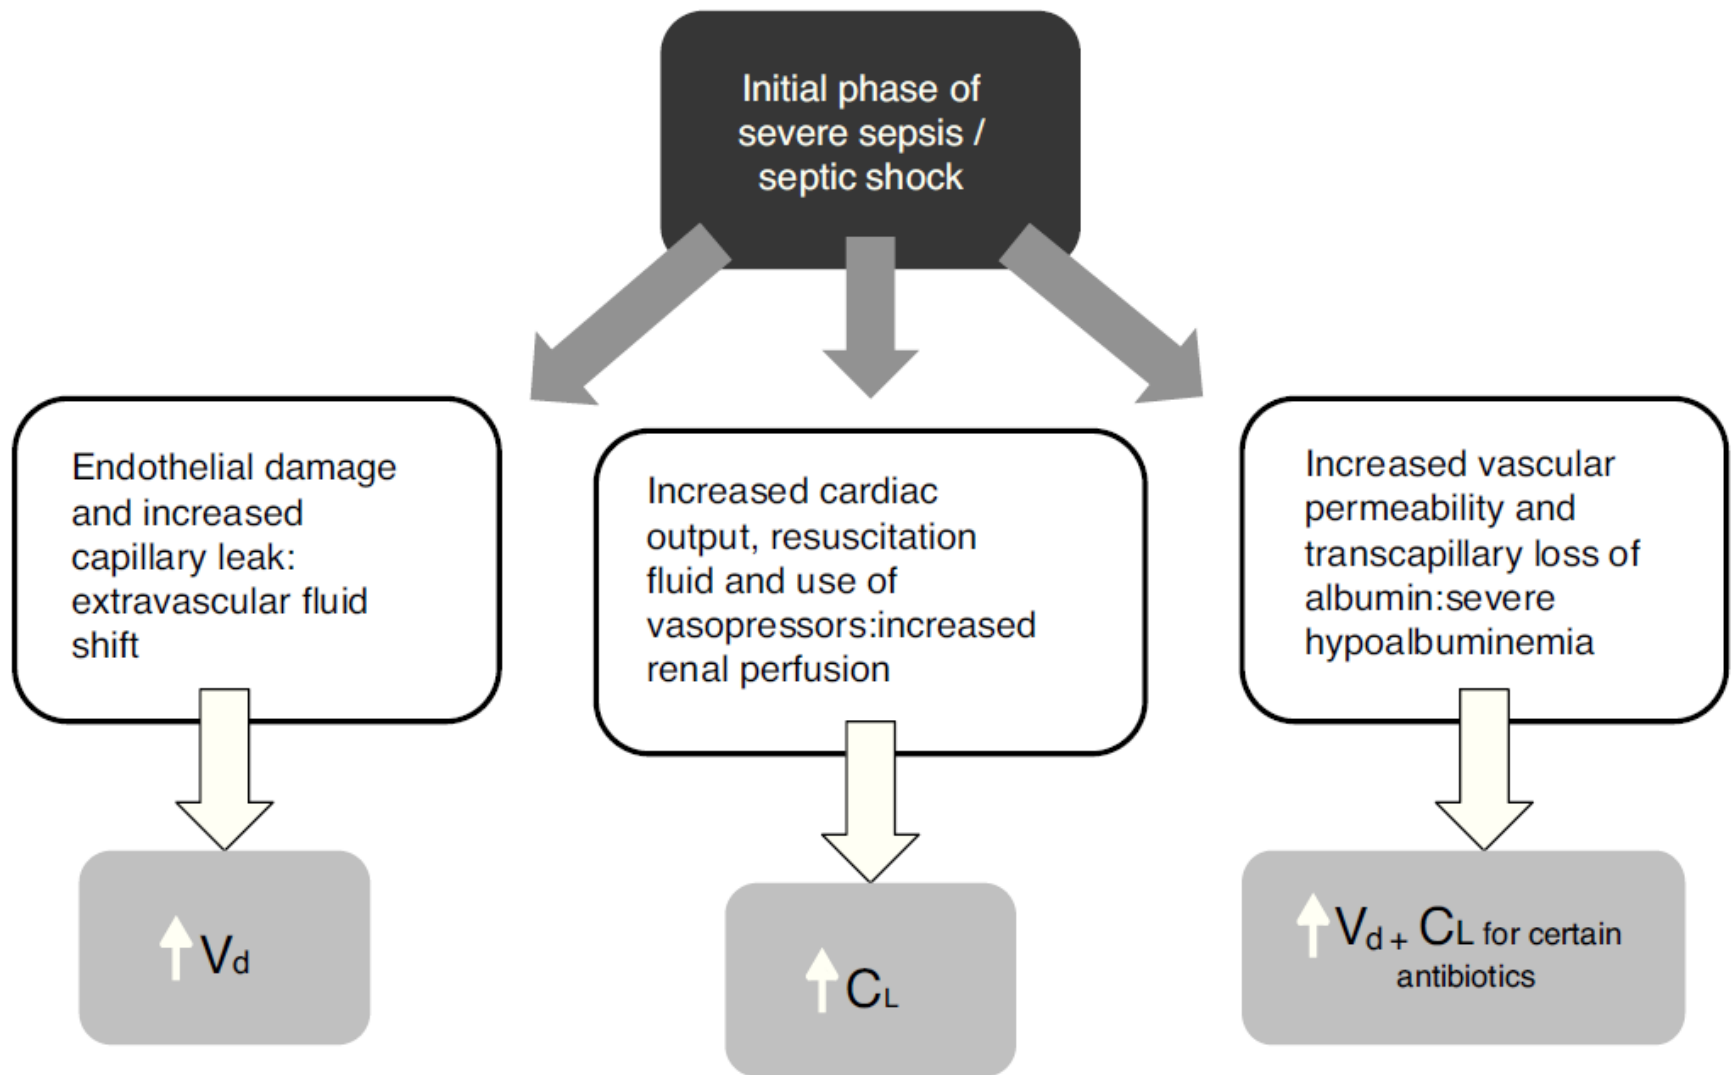 Initial phase of
severe sepsis /
septic shock
Endothelial damage
and increased
capillary leak:
extravascular fluid
shift
Increased cardiac
output, resuscitation
fluid and use of
vasopressors:increased
renal perfusion
Increased vascular
permeability and
transcapillary loss of
albumin:severe
hypoalbuminemia
Vd
CL
Vd + CL for certain
antibiotics